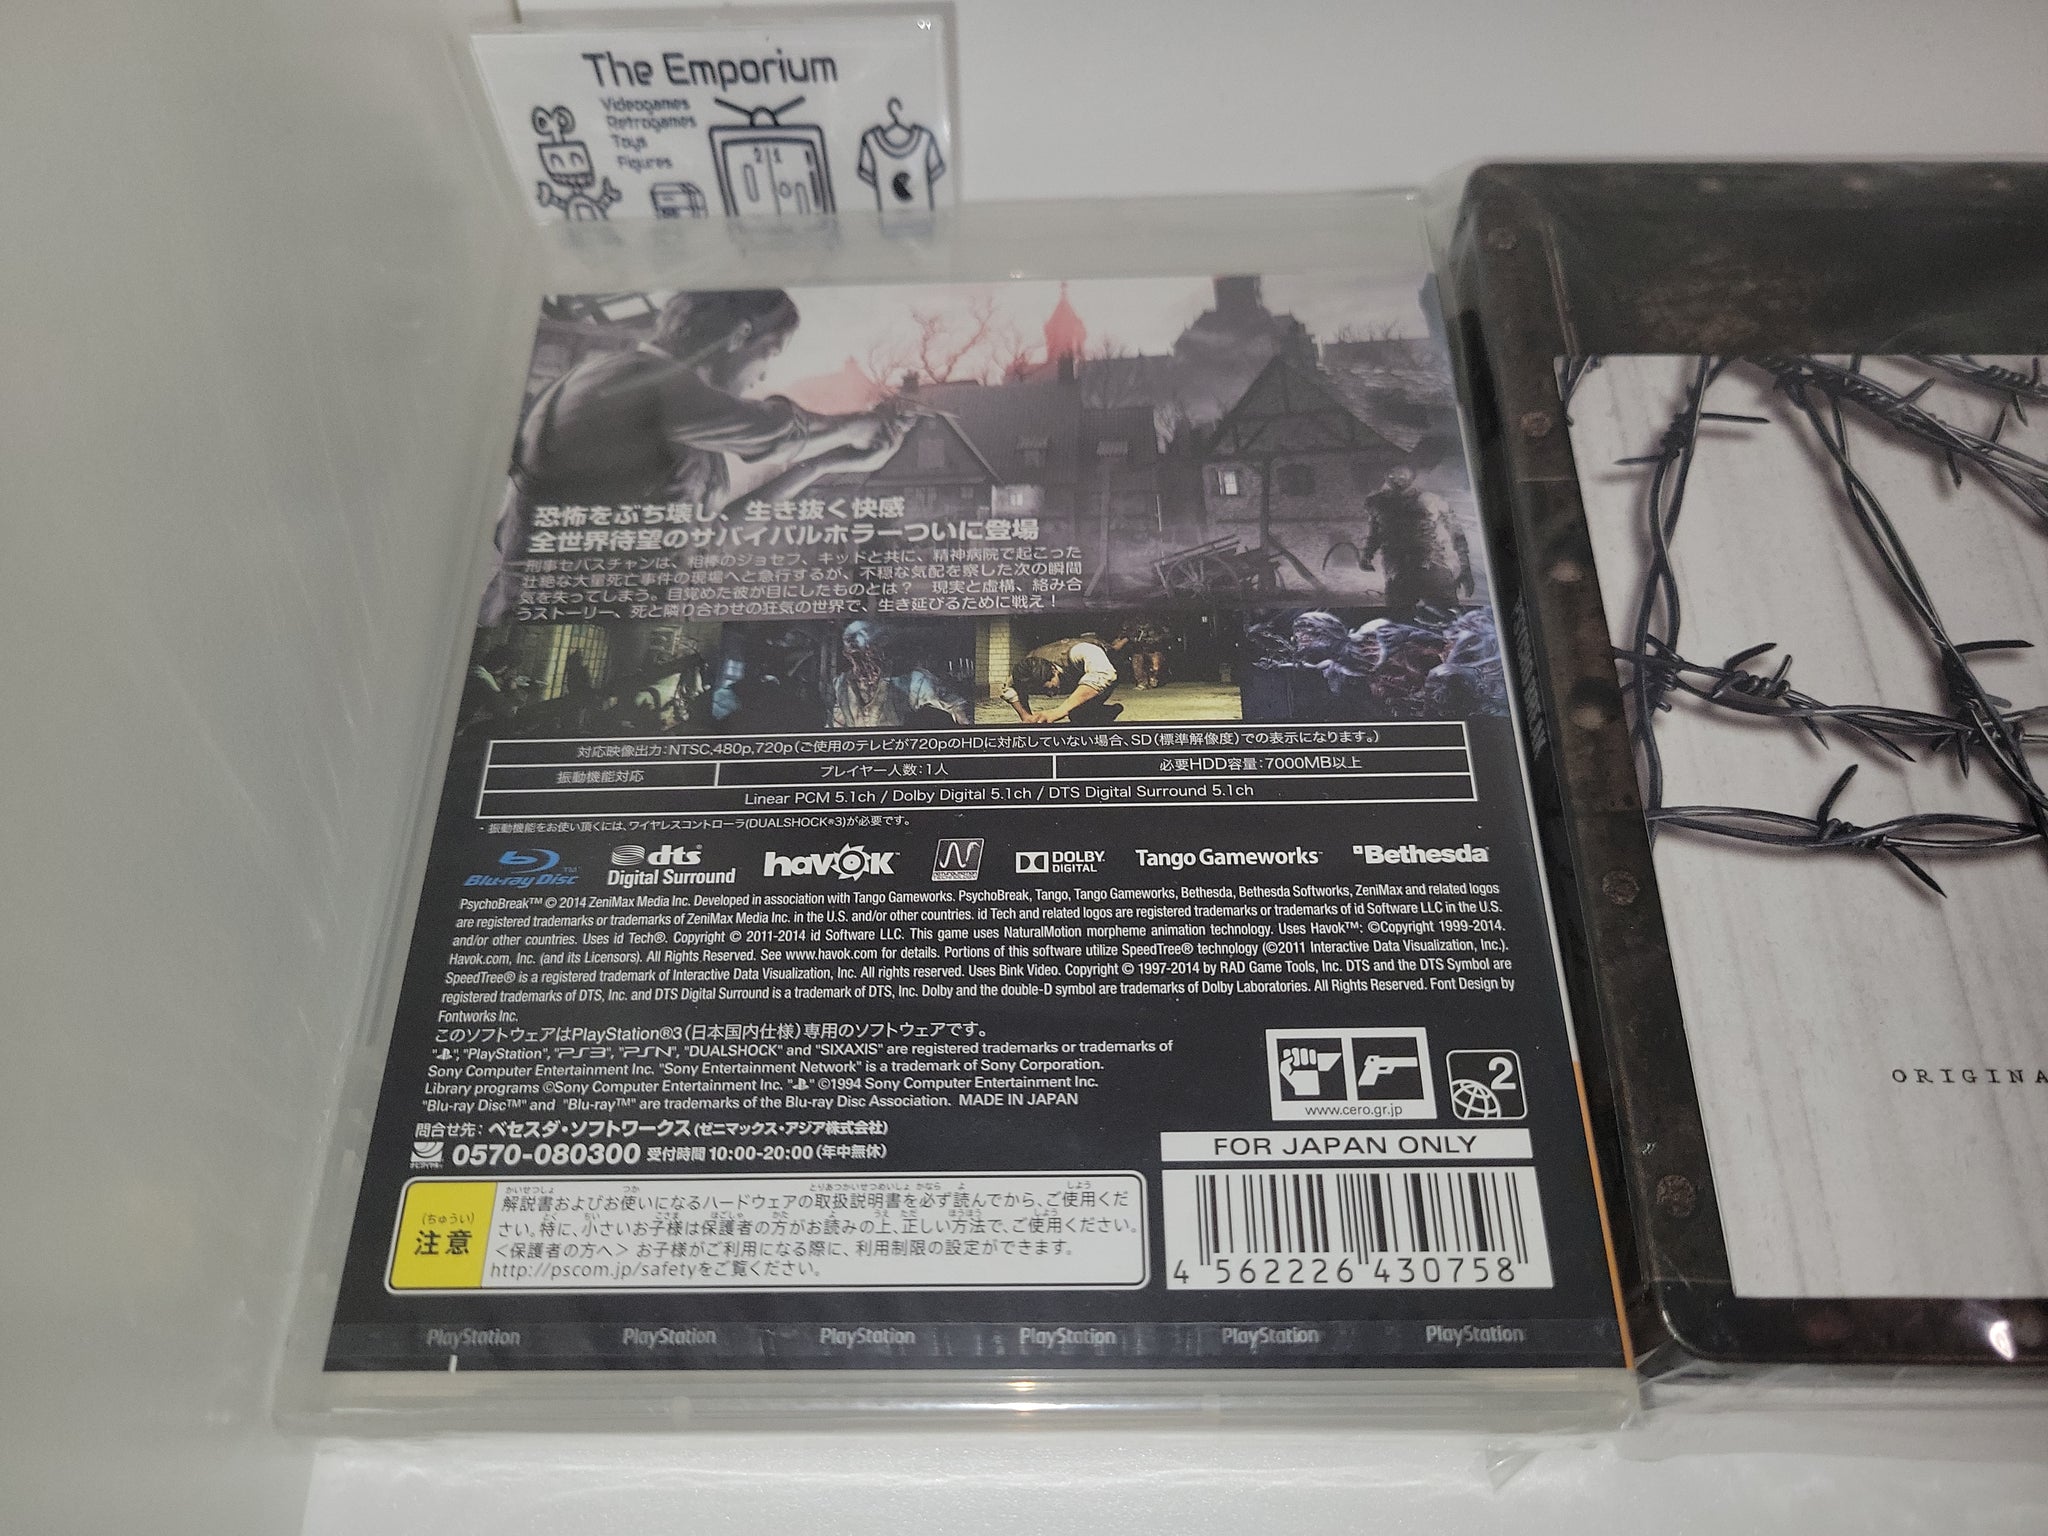 The Emporium
Videogames
Retrogames
Toys
Figures
恐怖をぶち壊し、生き抜く快感
全世界待望のサバイバルホラーついに登場
刑事セバスチャンは、相棒のジョセフ、キッドと共に、精神病院で起こった
壮絶な大量死亡事件の現場へと急行するが、不穏な気配を察した次の瞬間
気を失ってしまう。目覚めた彼が目にしたものとは? 現実と虚構、絡み合
うストーリー、死と隣り合わせの狂気の世界で、生き延びるために戦え!
対応映像出力:NTSC,480p,720p(ご使用のテレビが720pのHDに対応していない場合、SD(標準解像度)での表示になります。)
振動機能対応 プレイヤー人数:1人 必要HDD容量:7000MB以上
Linear PCM 5.1ch / Dolby Digital 5.1ch / DTS Digital Surround 5.1ch
- 振動機能をお使い頂くには、ワイヤレスコントローラ(DUALSHOCK®3)が必要です。
Blu-ray Disc™ dts Digital Surround havok™ DOLBY DIGITAL Tango Gameworks™ Bethesda®
PsychoBreak™ © 2014 ZeniMax Media Inc. Developed in association with Tango Gameworks. PsychoBreak, Tango, Tango Gameworks, Bethesda, Bethesda Softworks, ZeniMax and related logos
are registered trademarks or trademarks of ZeniMax Media Inc. in the U.S. and/or other countries. id Tech and related logos are registered trademarks or trademarks of id Software LLC in the U.S.
and/or other countries. Uses id Tech®. Copyright © 2011-2014 id Software LLC. This game uses NaturalMotion morpheme animation technology. Uses Havok™: ©Copyright 1999-2014.
Havok.com, Inc. (and its Licensors). All Rights Reserved. See www.havok.com for details. Portions of this software utilize SpeedTree® technology (©2011 Interactive Data Visualization, Inc.).
SpeedTree® is a registered trademark of Interactive Data Visualization, Inc. All rights reserved. Uses Bink Video. Copyright © 1997-2014 by RAD Game Tools, Inc. DTS and the DTS Symbol are
registered trademarks of DTS, Inc. and DTS Digital Surround is a trademark of DTS, Inc. Dolby and the double-D symbol are trademarks of Dolby Laboratories. All Rights Reserved. Font Design by
Fontworks Inc.
このソフトウェアはPlayStation®3(日本国内仕様)専用のソフトウェアです。
"PlayStation", "PS3", "PSN", "DUALSHOCK" and "SIXAXIS" are registered trademarks or trademarks of
Sony Computer Entertainment Inc. "Sony Entertainment Network" is a trademark of Sony Corporation.
Library programs ©Sony Computer Entertainment Inc. " " ©1994 Sony Computer Entertainment Inc.
"Blu-ray Disc™" and "Blu-ray™" are trademarks of the Blu-ray Disc Association. MADE IN JAPAN
問合せ先: ベセスダ・ソフトワークス(ゼニマックス・アジア株式会社)
0570-080300 受付時間 10:00-20:00(年中無休)
www.cero.gr.jp
2
FOR JAPAN ONLY
(ちゅうい)
注意
解説書およびお使いになるハードウェアの取扱説明書を必ず読んでから、ご使用くだ
さい。特に、小さいお子様は保護者の方がお読みの上、正しい方法で、ご使用ください。
<保護者の方へ> お子様がご利用になる際に、利用制限の設定ができます。
http://pscom.jp/safetyをご覧ください。
4 562226 430758
PlayStation PlayStation PlayStation PlayStation PlayStation PlayStation
ORIGINA